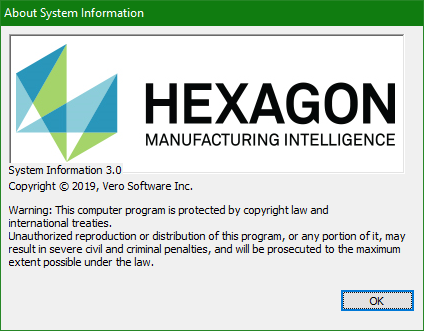 About System Information
HEXAGON
MANUFACTURING INTELLIGENCE
System Information 3.0
Copyright © 2019, Vero Software Inc.
Warning: This computer program is protected by copyright law and
international treaties.
Unauthorized reproduction or distribution of this program, or any portion of it, may
result in severe civil and criminal penalties, and will be prosecuted to the maximum
extent possible under the law.
OK